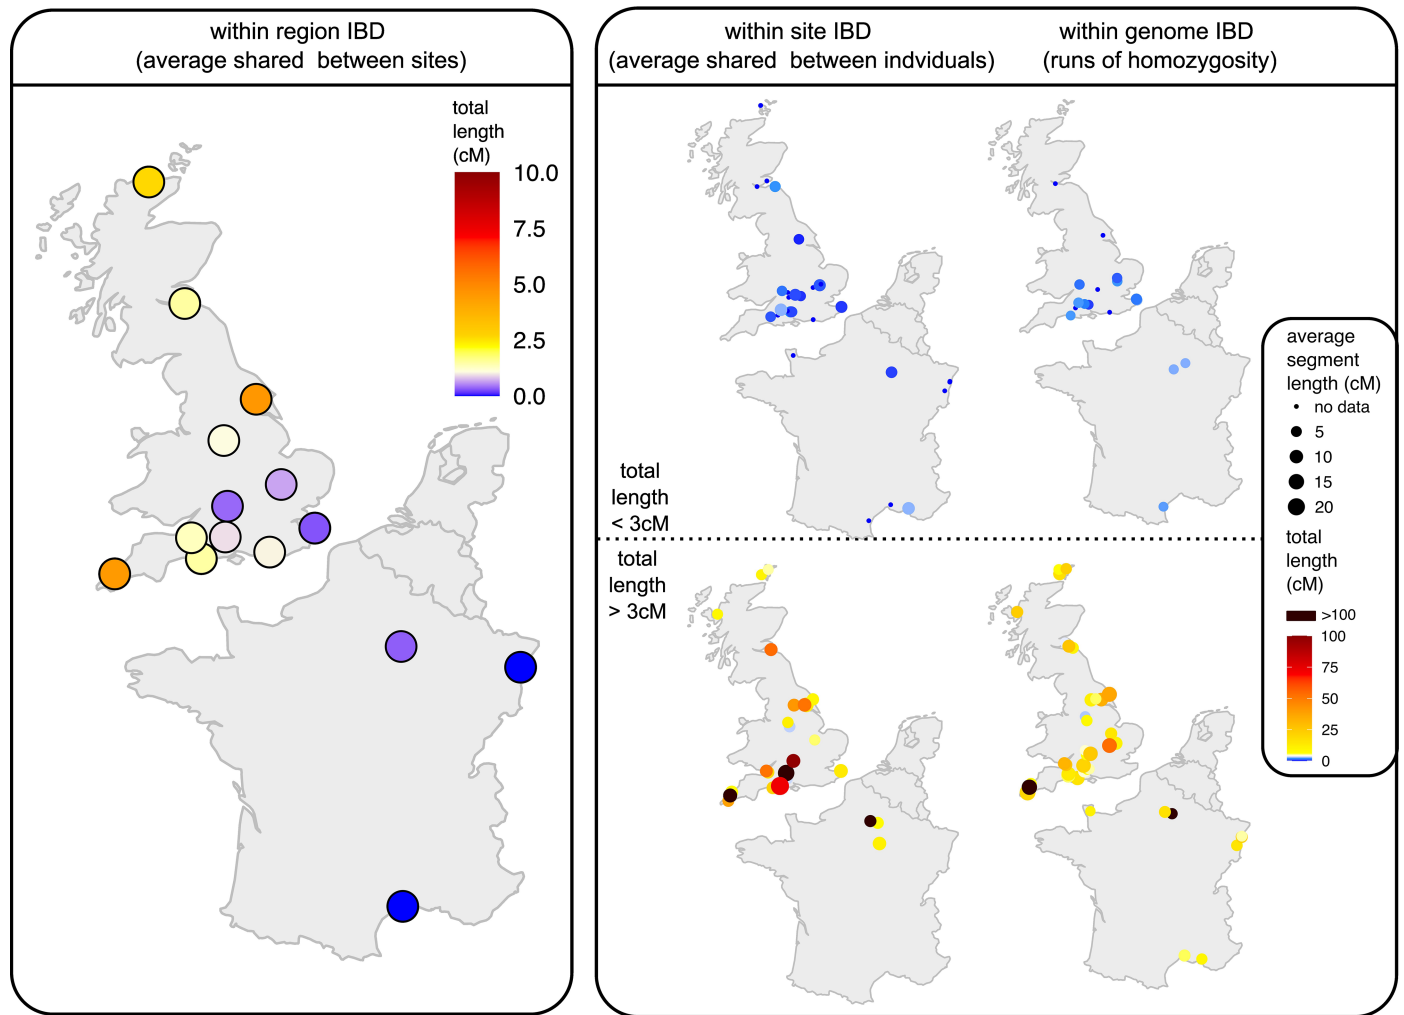 within region IBD
(average shared between sites)
total
length
(cM)
10.0
7.5
5.0
2.5
0.0
within site IBD
(average shared between indviduals)
within genome IBD
(runs of homozygosity)
total
length
< 3cM
total
length
> 3cM
average
segment
length (cM)
no data
5
10
15
20
total
length
(cM)
>100
100
75
50
25
0